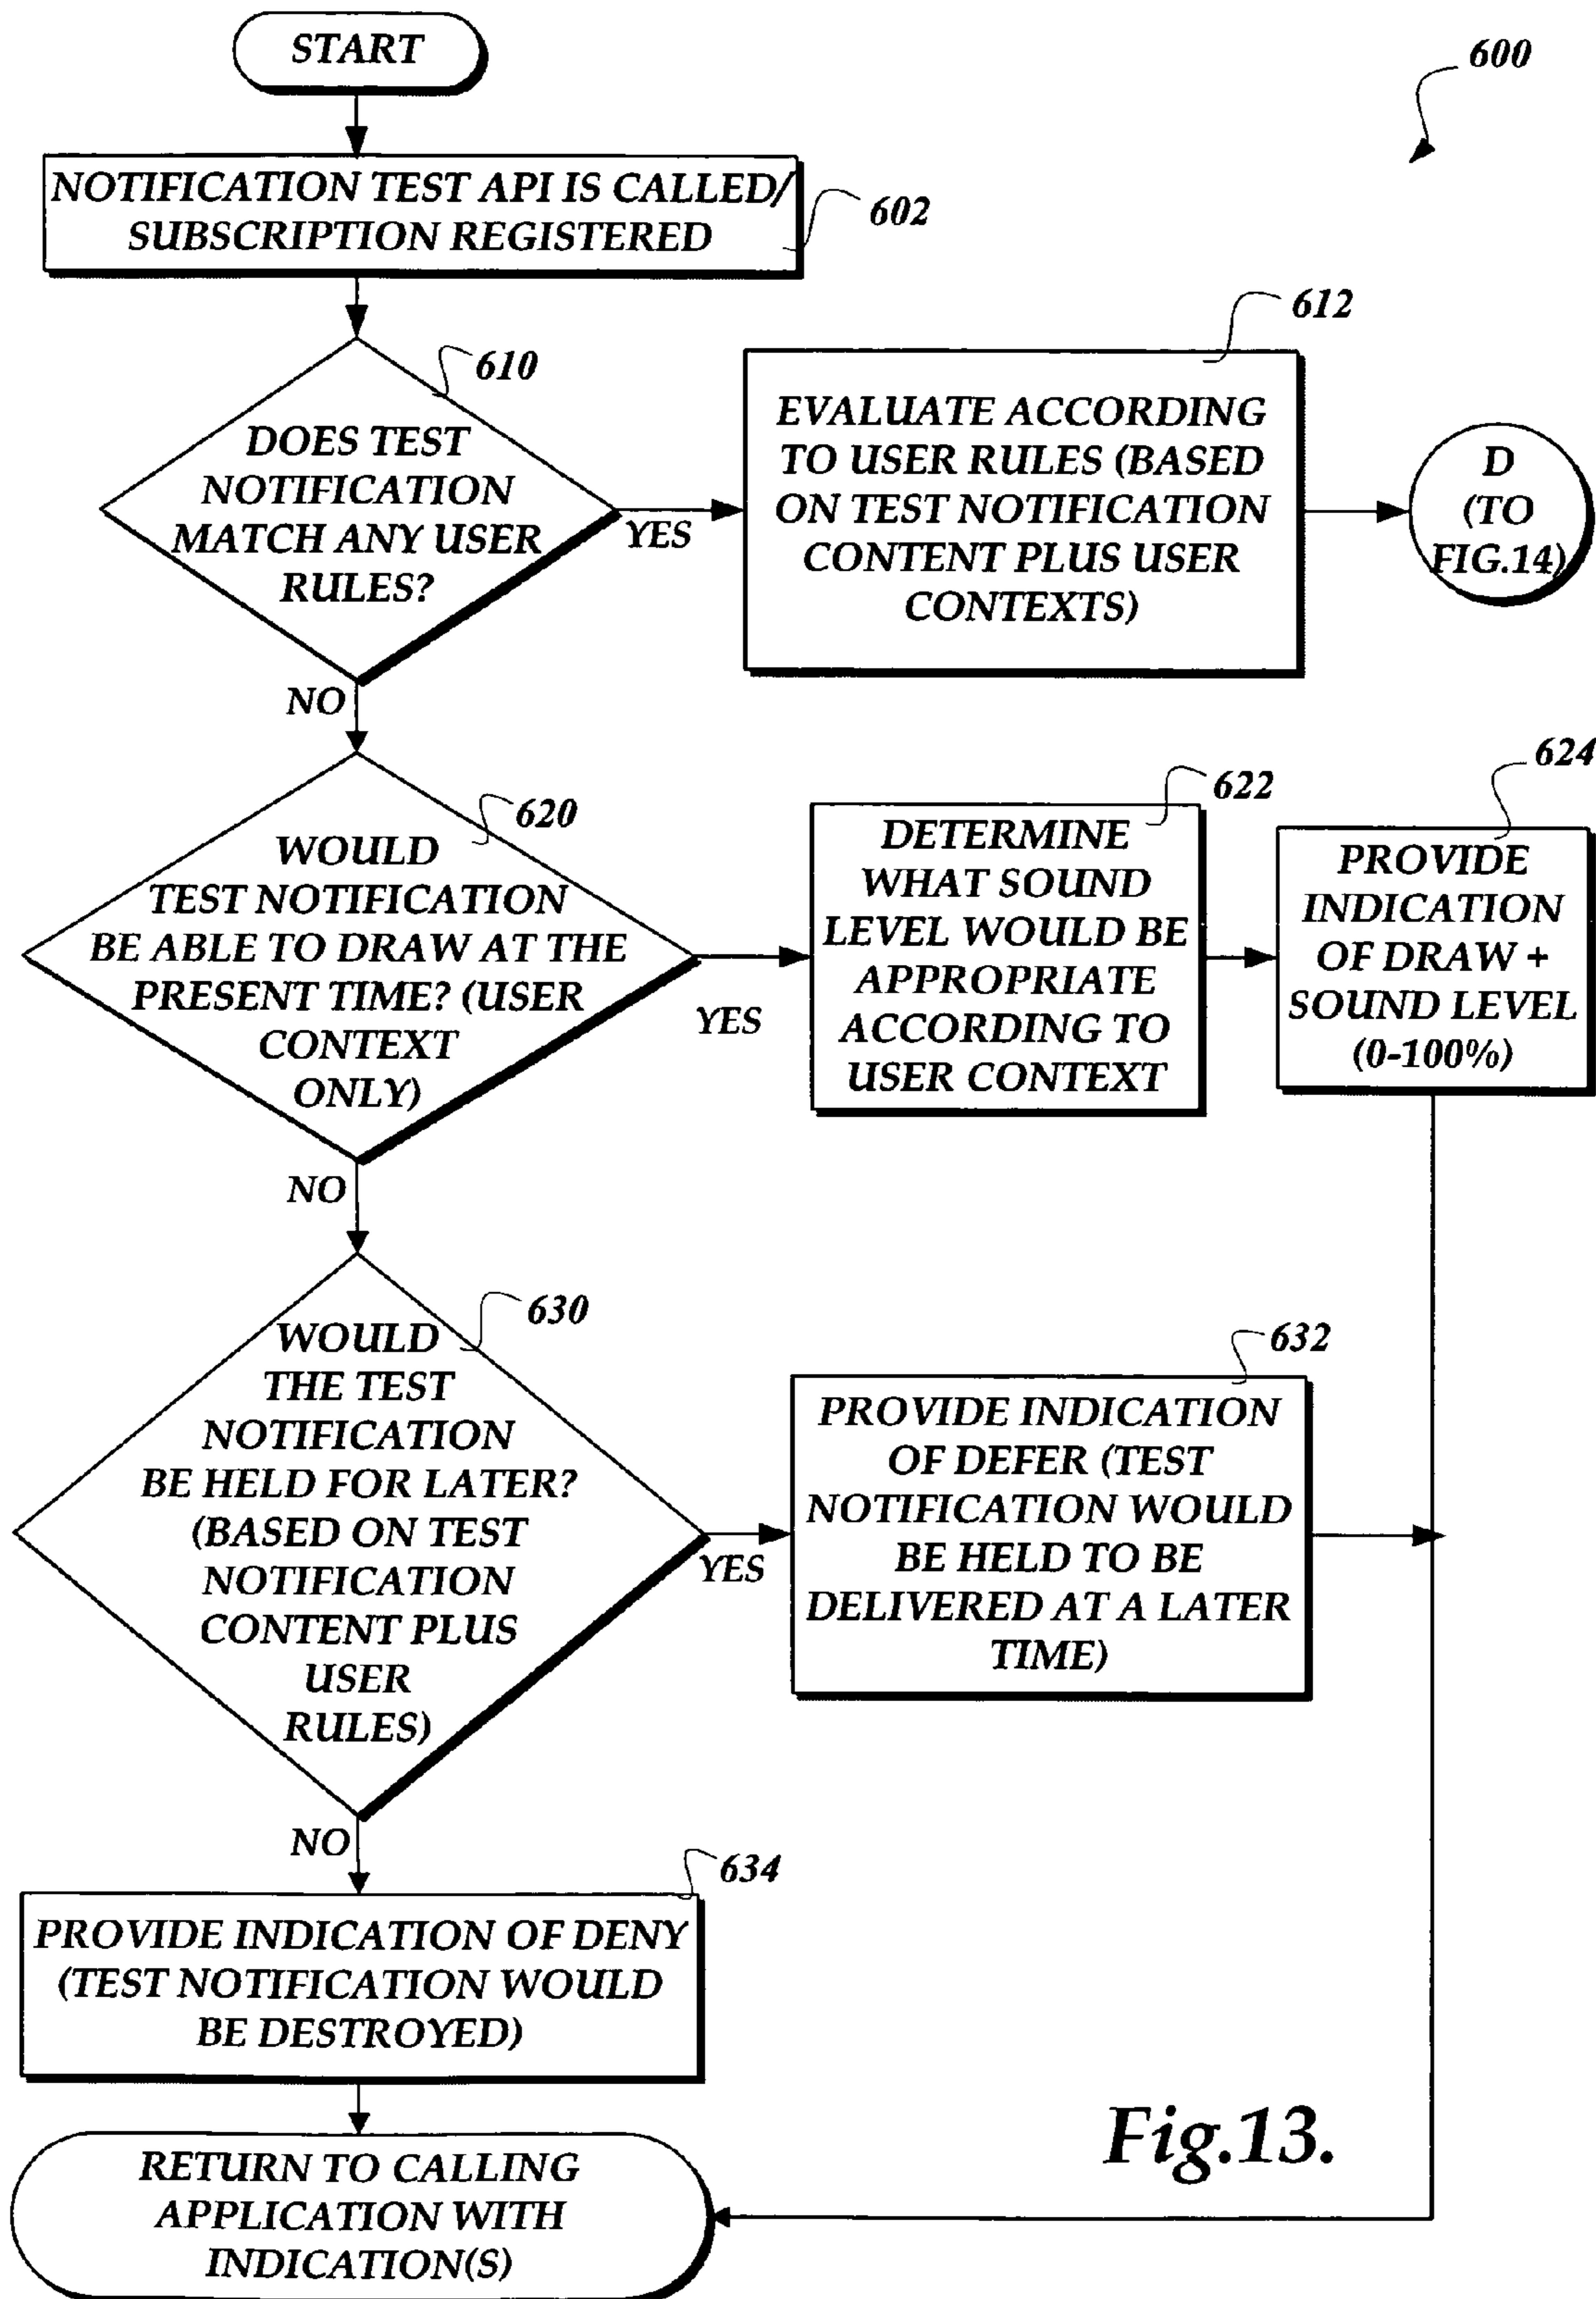 START
600
NOTIFICATION TEST API IS CALLED/
SUBSCRIPTION REGISTERED
602
610
DOES TEST
NOTIFICATION
MATCH ANY USER
RULES?
YES
NO
612
EVALUATE ACCORDING
TO USER RULES (BASED
ON TEST NOTIFICATION
CONTENT PLUS USER
CONTEXTS)
D
(TO
FIG.14)
620
WOULD
TEST NOTIFICATION
BE ABLE TO DRAW AT THE
PRESENT TIME? (USER
CONTEXT
ONLY)
YES
NO
622
DETERMINE
WHAT SOUND
LEVEL WOULD BE
APPROPRIATE
ACCORDING TO
USER CONTEXT
624
PROVIDE
INDICATION
OF DRAW +
SOUND LEVEL
(0-100%)
630
WOULD
THE TEST
NOTIFICATION
BE HELD FOR LATER?
(BASED ON TEST
NOTIFICATION
CONTENT PLUS
USER
RULES)
YES
NO
632
PROVIDE INDICATION
OF DEFER (TEST
NOTIFICATION WOULD
BE HELD TO BE
DELIVERED AT A LATER
TIME)
634
PROVIDE INDICATION OF DENY
(TEST NOTIFICATION WOULD
BE DESTROYED)
RETURN TO CALLING
APPLICATION WITH
INDICATION(S)
Fig.13.